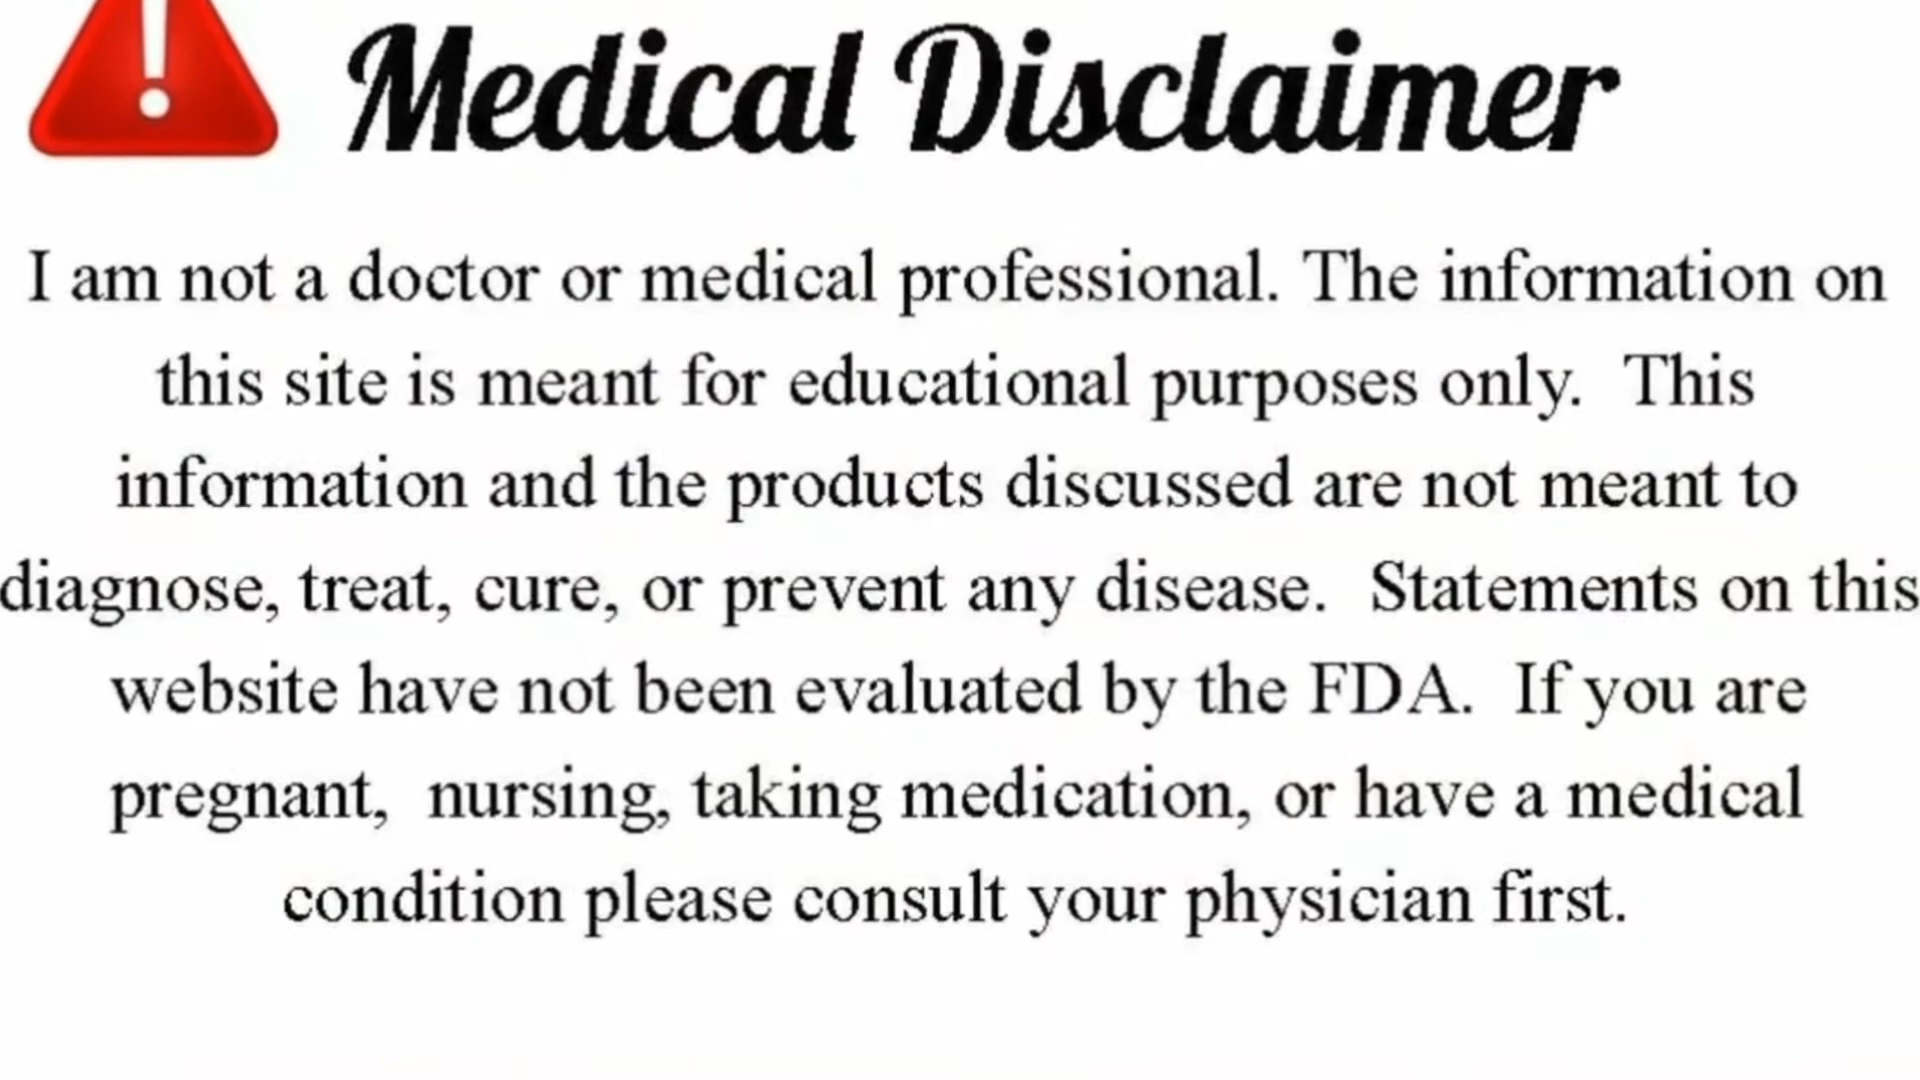 Medical Disclaimer
I am not a doctor or medical professional. The information on
this site is meant for educational purposes only.  This
information and the products discussed are not meant to
diagnose, treat, cure, or prevent any disease.  Statements on this
website have not been evaluated by the FDA.  If you are
pregnant,  nursing, taking medication, or have a medical
condition please consult your physician first.